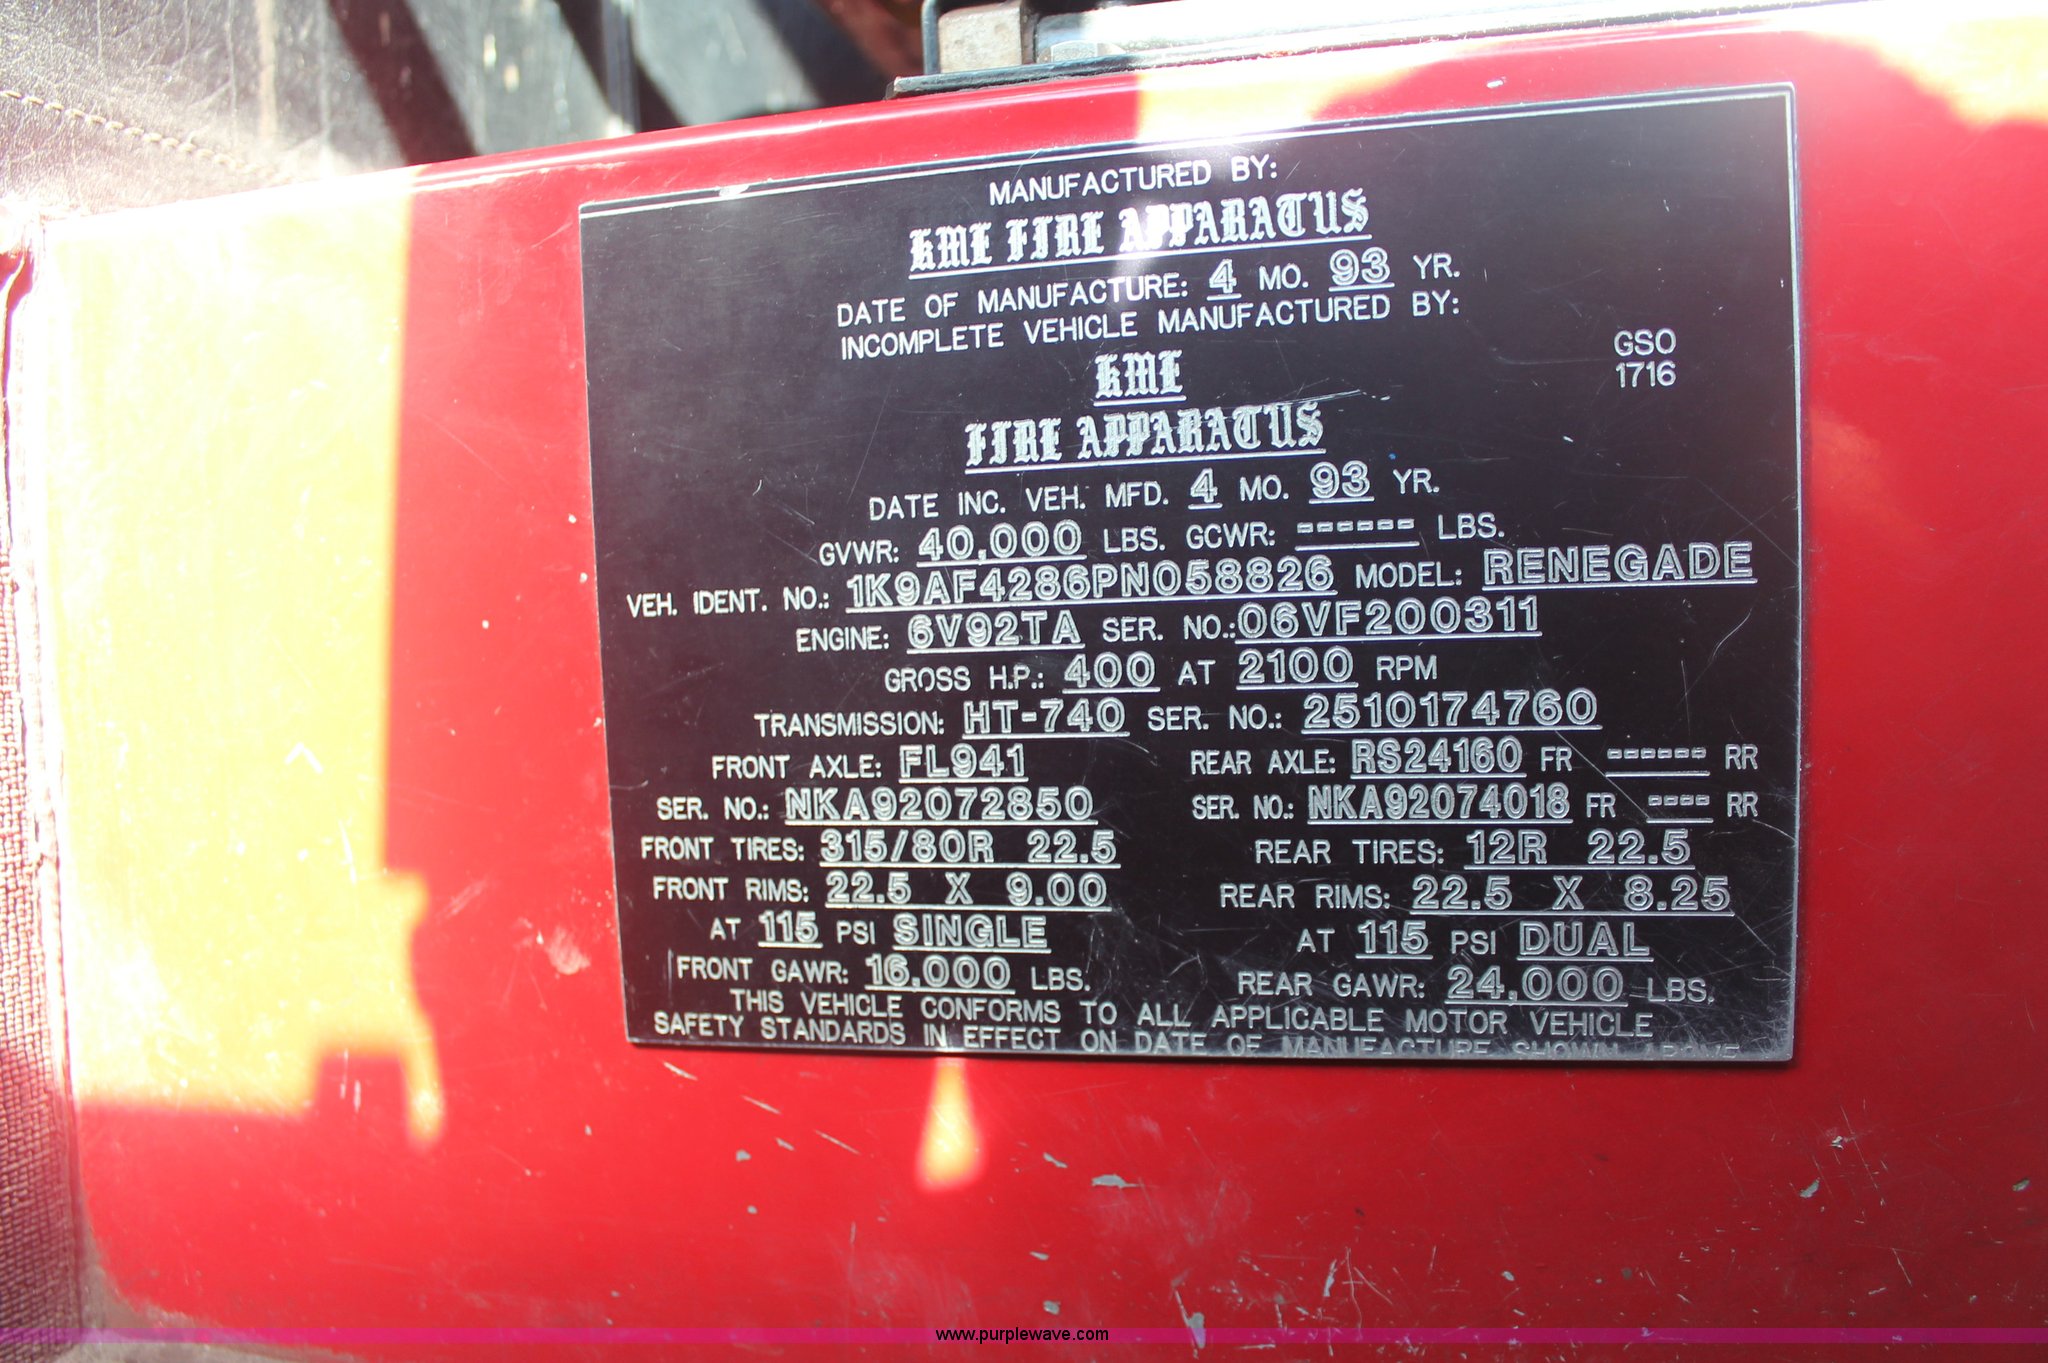 MANUFACTURED BY:
KME FIRE APPARATUS
DATE OF MANUFACTURE: 4 MO. 93 YR.
INCOMPLETE VEHICLE MANUFACTURED BY:
GSO
1716
KME
FIRE APPARATUS
DATE INC. VEH. MFD. 4 MO. 93 YR.
GVWR: 40,000 LBS. GCWR: ------ LBS.
VEH. IDENT. NO.: 1K9AF4286PN058826 MODEL: RENEGADE
ENGINE: 6V92TA SER. NO.: 06VF200311
GROSS H.P.: 400 AT 2100 RPM
TRANSMISSION: HT-740 SER. NO.: 2510174760
FRONT AXLE: FL941 REAR AXLE: RS24160 FR ------ RR
SER. NO.: NKA92072850 SER. NO.: NKA92074018 FR ---- RR
FRONT TIRES: 315/80R 22.5 REAR TIRES: 12R 22.5
FRONT RIMS: 22.5 X 9.00 REAR RIMS: 22.5 X 8.25
AT 115 PSI SINGLE AT 115 PSI DUAL
FRONT GAWR: 16,000 LBS. REAR GAWR: 24,000 LBS.
THIS VEHICLE CONFORMS TO ALL APPLICABLE MOTOR VEHICLE
SAFETY STANDARDS IN EFFECT ON DATE OF MANUFACTURE SHOWN ABOVE
www.purplewave.com